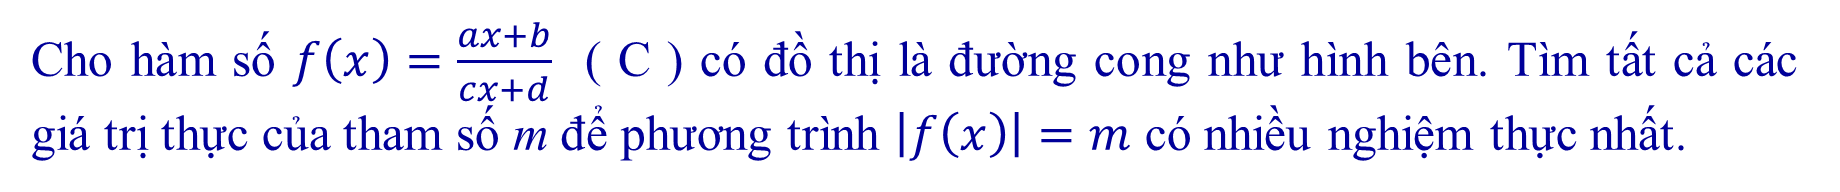 Cho hàm số f(x) = \frac{ax+b}{cx+d} ( C ) có đồ thị là đường cong như hình bên. Tìm tất cả các
giá trị thực của tham số m để phương trình |f(x)| = m có nhiều nghiệm thực nhất.